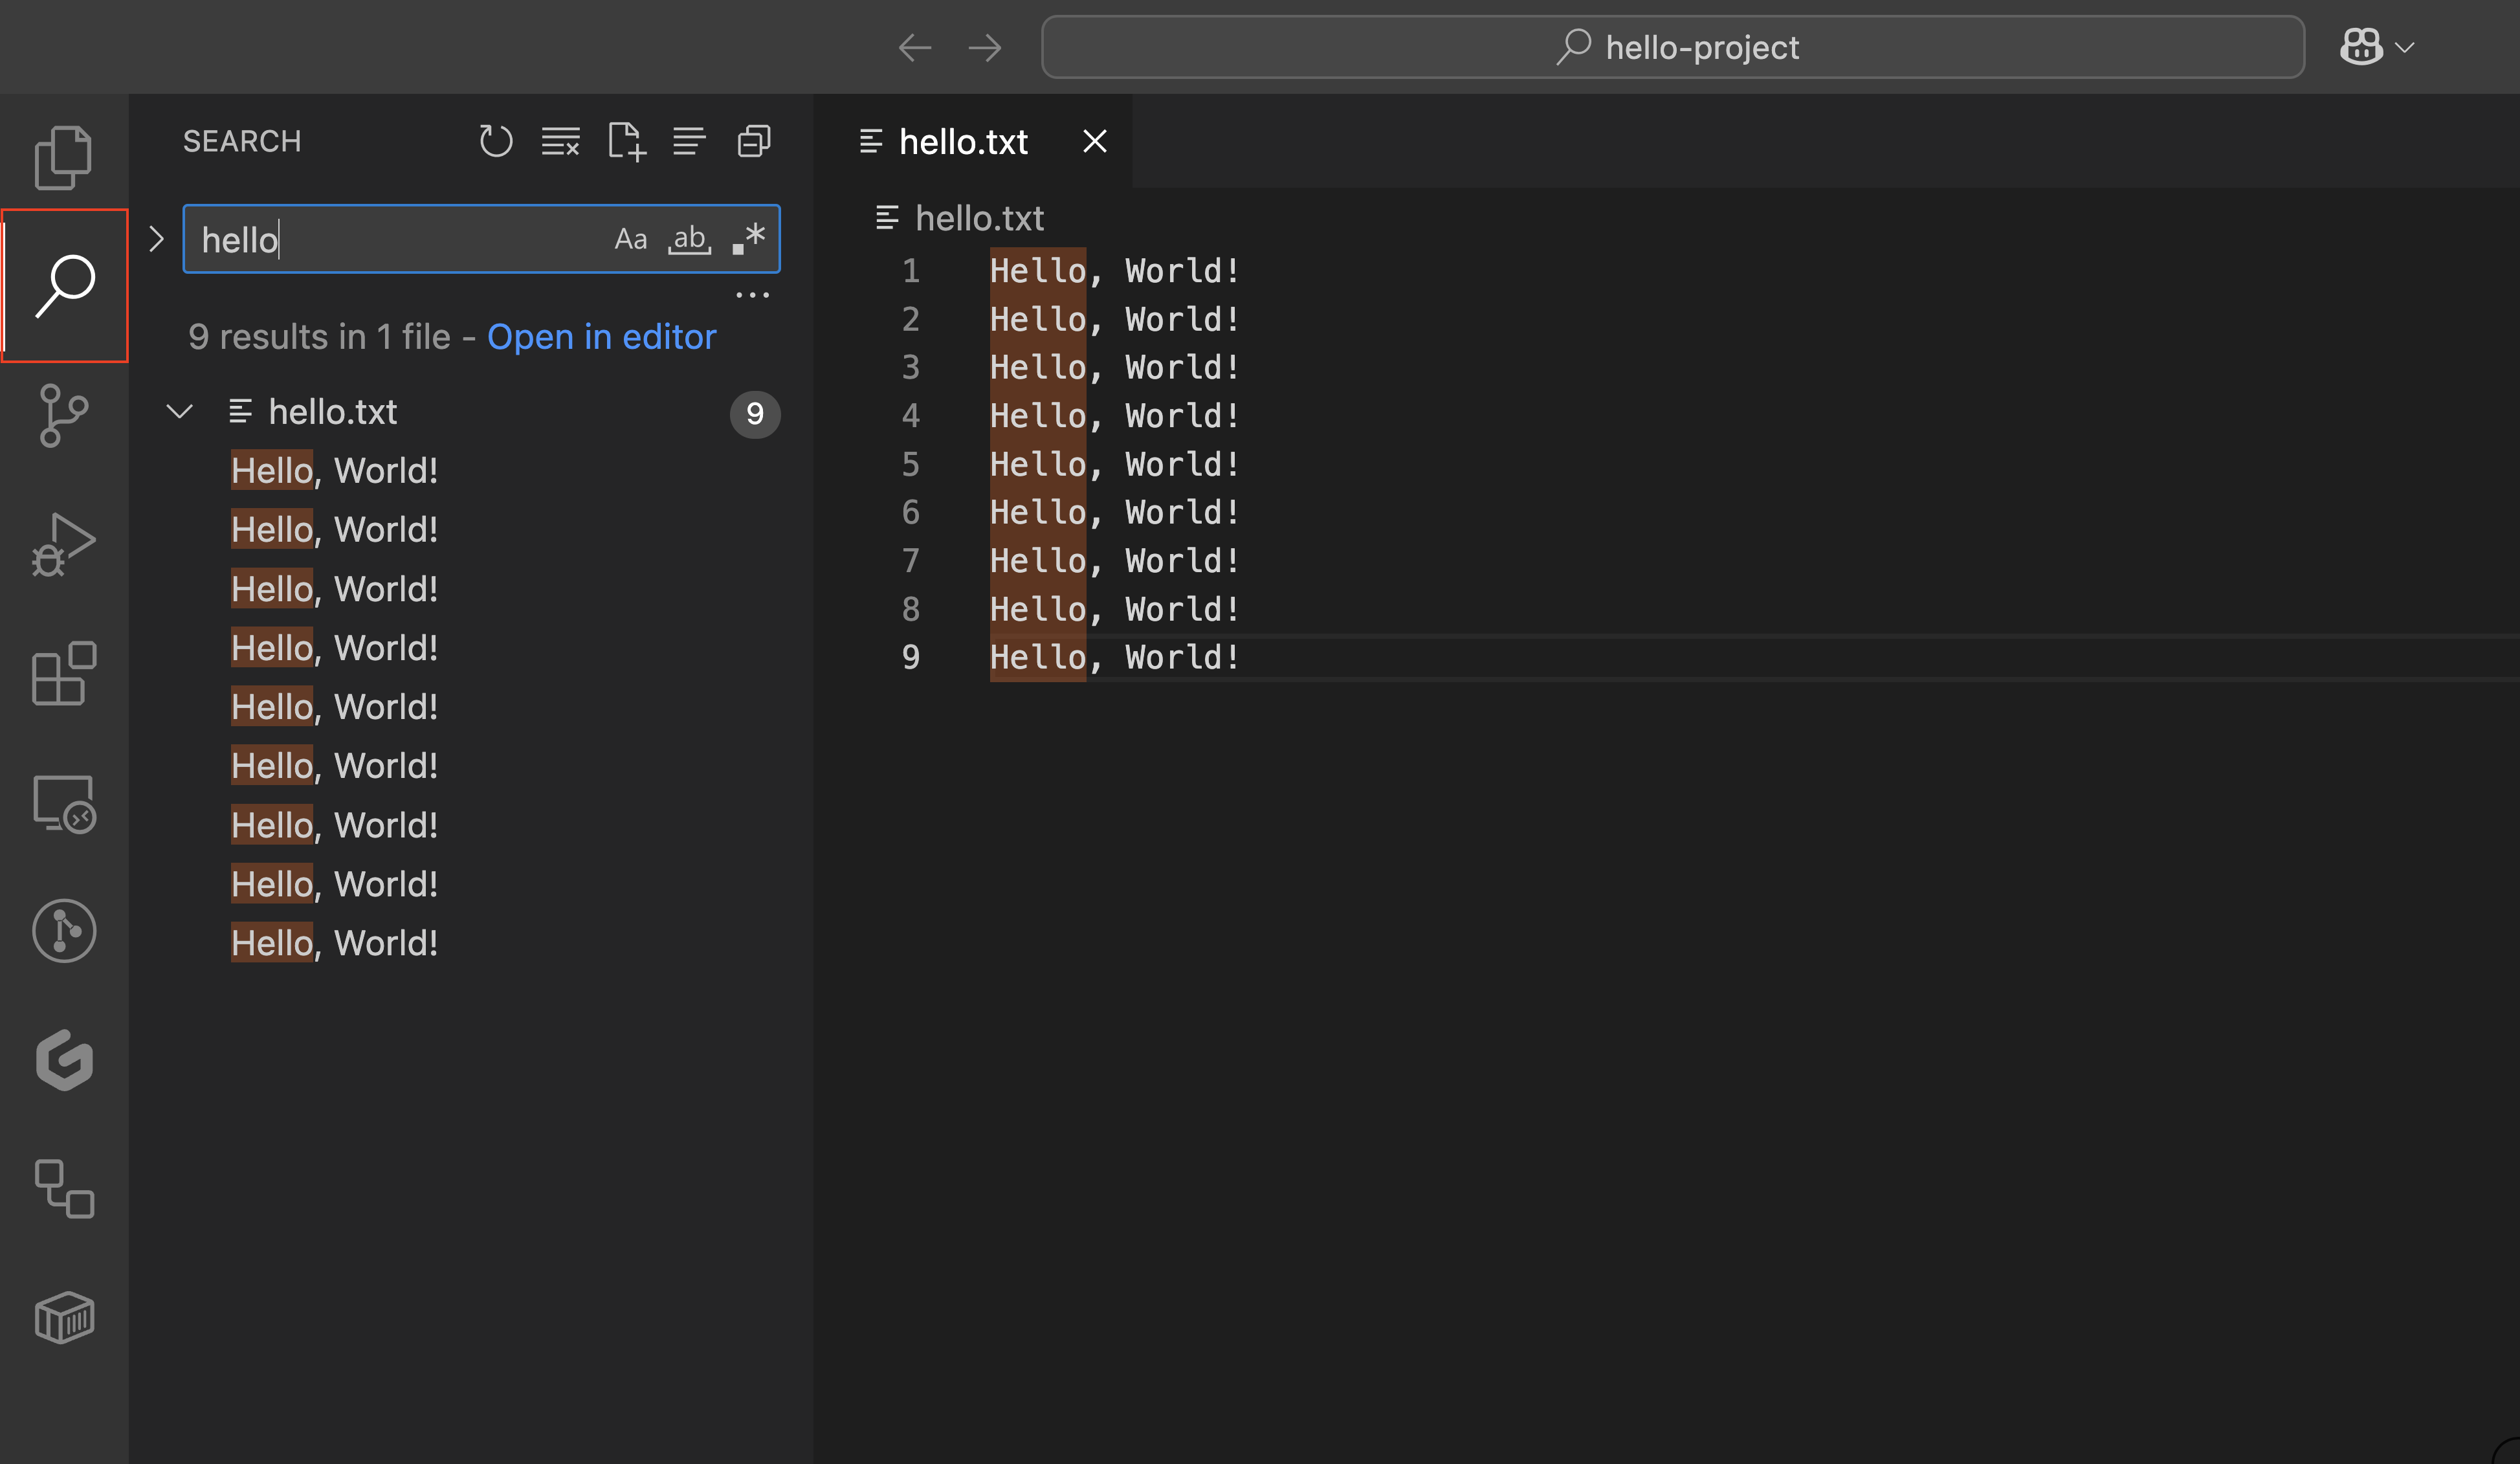 hello-project
SEARCH
hello
Aa ab .*
9 results in 1 file - Open in editor
hello.txt 9
Hello, World!
Hello, World!
Hello, World!
Hello, World!
Hello, World!
Hello, World!
Hello, World!
Hello, World!
Hello, World!
hello.txt
hello.txt
1 Hello, World!
2 Hello, World!
3 Hello, World!
4 Hello, World!
5 Hello, World!
6 Hello, World!
7 Hello, World!
8 Hello, World!
9 Hello, World!